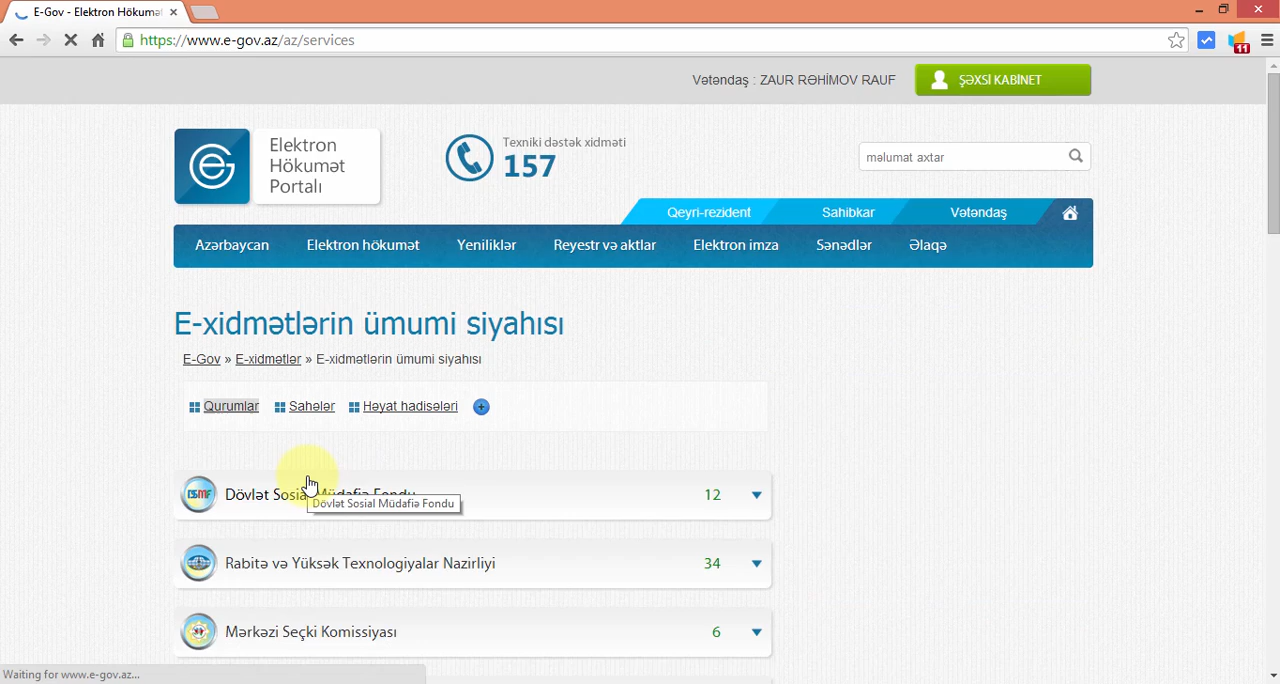 E-Gov - Elektron Hökumət
https://www.e-gov.az/az/services
11
Vətəndaş : ZAUR RƏHİMOV RAUF
ŞƏXSİ KABİNET
Elektron
Hökumət
Portalı
Texniki dəstək xidməti
157
məlumat axtar
Qeyri-rezident
Sahibkar
Vətəndaş
Azərbaycan
Elektron hökumət
Yeniliklər
Reyestr və aktlar
Elektron imza
Sənədlər
Əlaqə
E-xidmətlərin ümumi siyahısı
E-Gov » E-xidmətlər » E-xidmətlərin ümumi siyahısı
Qurumlar
Sahələr
Həyat hadisələri
DSMF
Dövlət Sosial Müdafiə Fondu
12
Dövlət Sosial Müdafiə Fondu
Rabitə və Yüksək Texnologiyalar Nazirliyi
34
Mərkəzi Seçki Komissiyası
6
Waiting for www.e-gov.az...